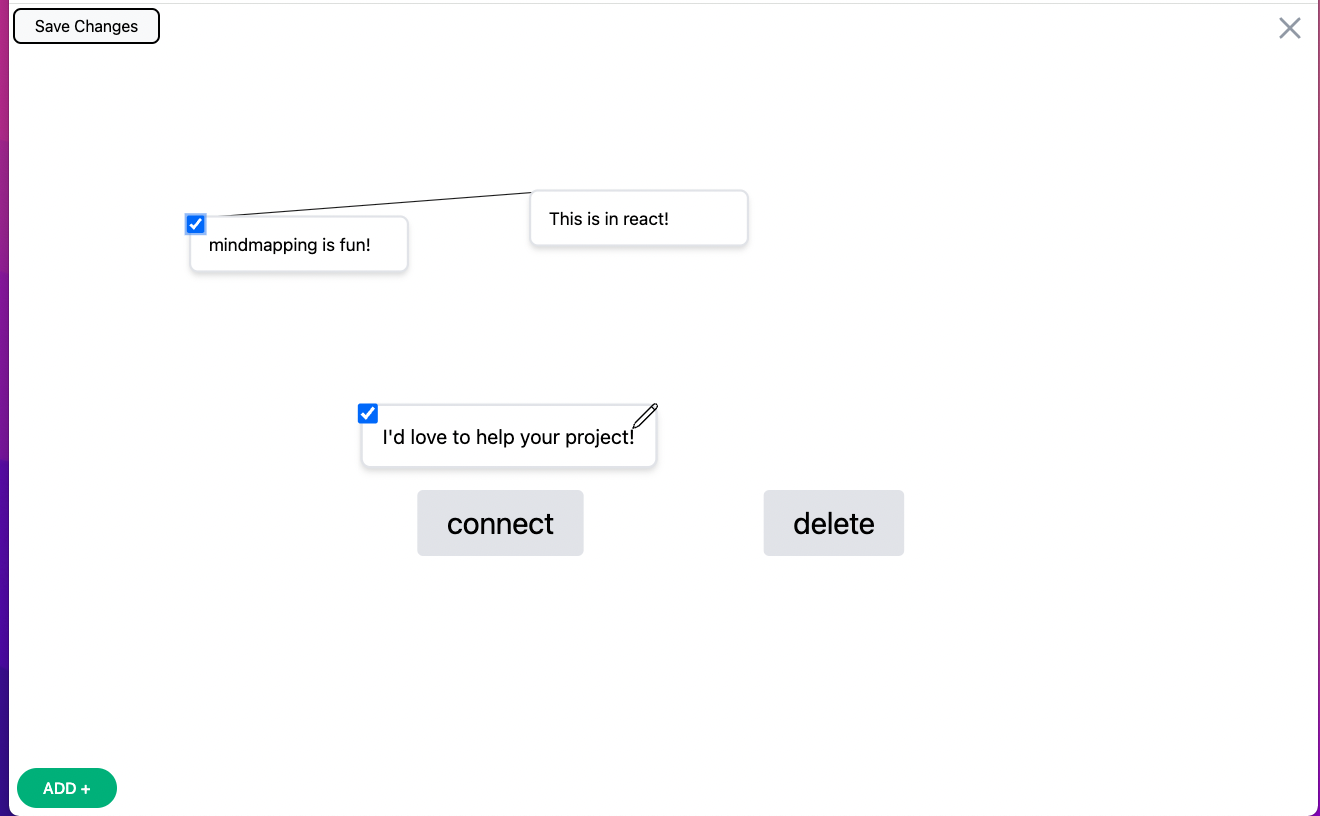 Save Changes
This is in react!
mindmapping is fun!
I'd love to help your project!
connect
delete
ADD +